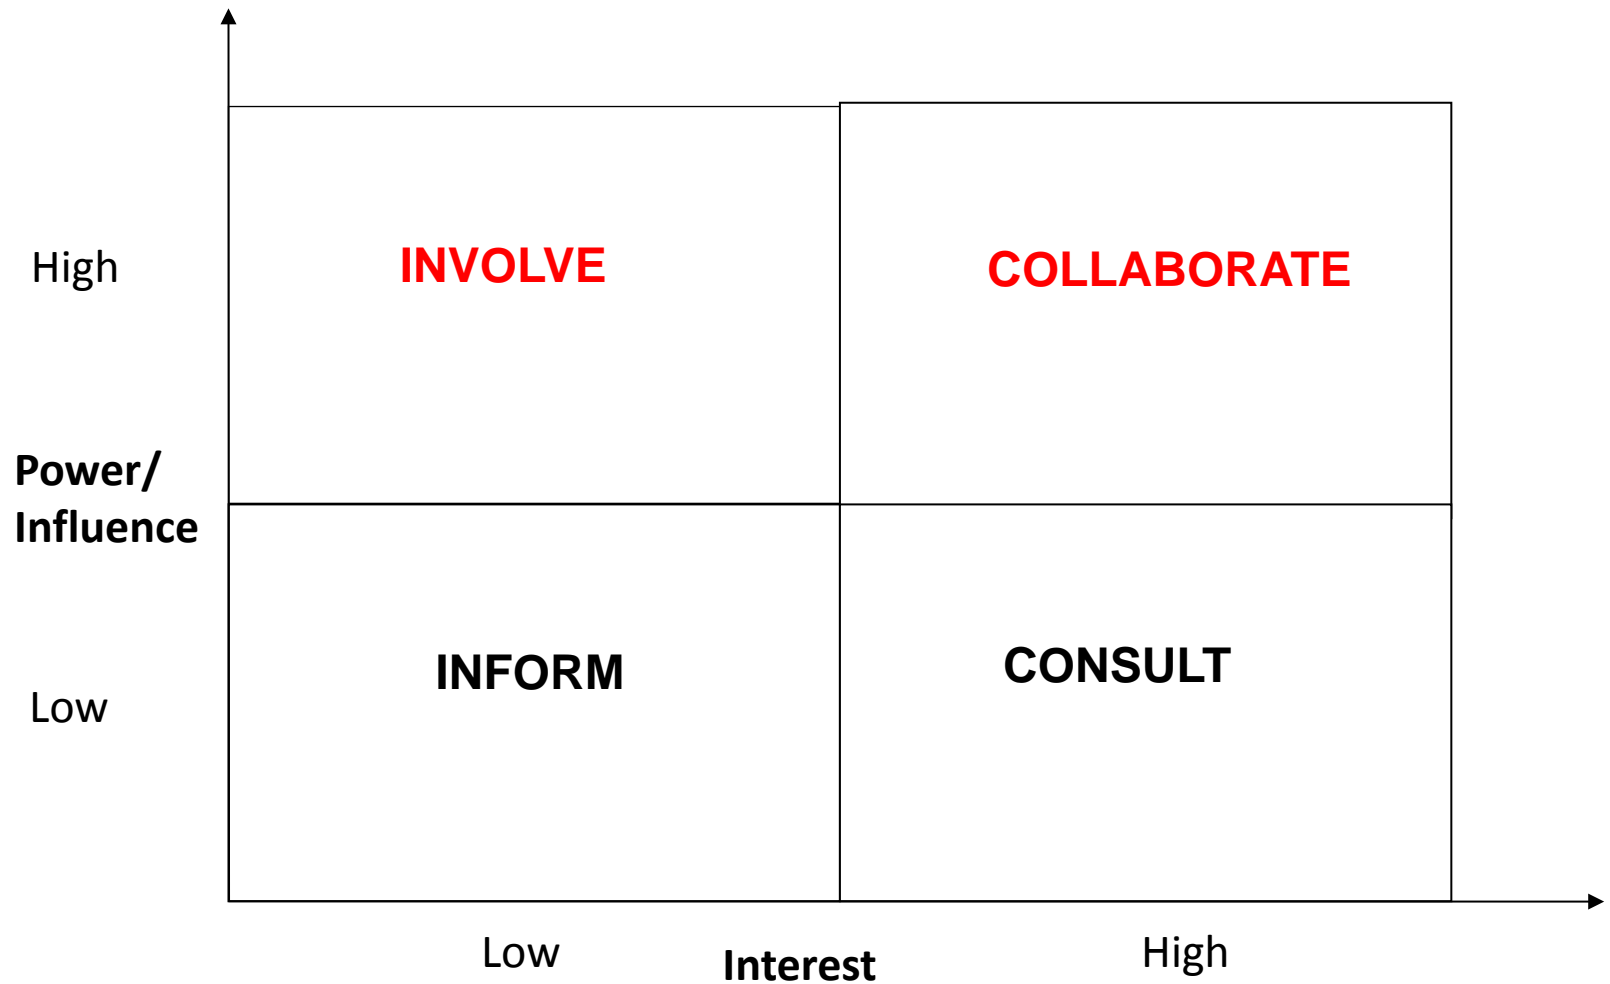 High
INVOLVE
COLLABORATE
Power/
Influence
Low
INFORM
CONSULT
Low
Interest
High